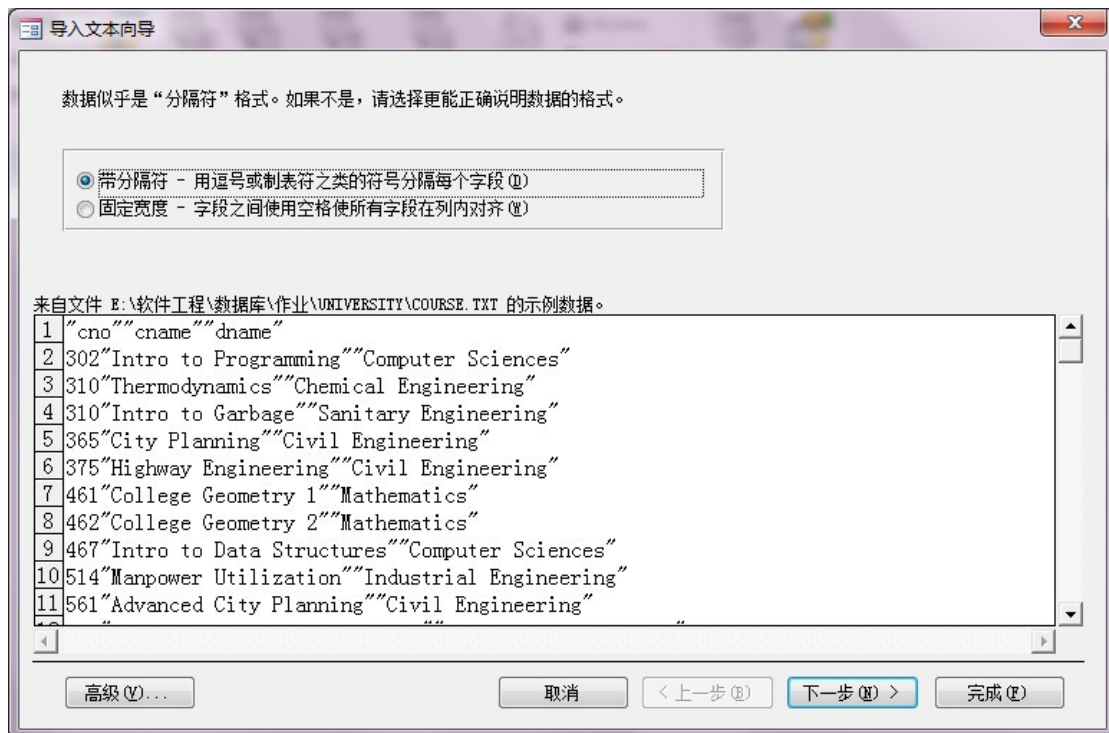 导入文本向导
数据似乎是“分隔符”格式。如果不是，请选择更能正确说明数据的格式。
带分隔符 - 用逗号或制表符之类的符号分隔每个字段(D)
固定宽度 - 字段之间使用空格使所有字段在列内对齐(W)
来自文件 E:\软件工程\数据库\作业\UNIVERSITY\COURSE.TXT 的示例数据。
1 "cno""cname""dname"
2 302"Intro to Programming""Computer Sciences"
3 310"Thermodynamics""Chemical Engineering"
4 310"Intro to Garbage""Sanitary Engineering"
5 365"City Planning""Civil Engineering"
6 375"Highway Engineering""Civil Engineering"
7 461"College Geometry 1""Mathematics"
8 462"College Geometry 2""Mathematics"
9 467"Intro to Data Structures""Computer Sciences"
10 514"Manpower Utilization""Industrial Engineering"
11 561"Advanced City Planning""Civil Engineering"
高级(V)... 取消 < 上一步(B) 下一步(N) > 完成(F)